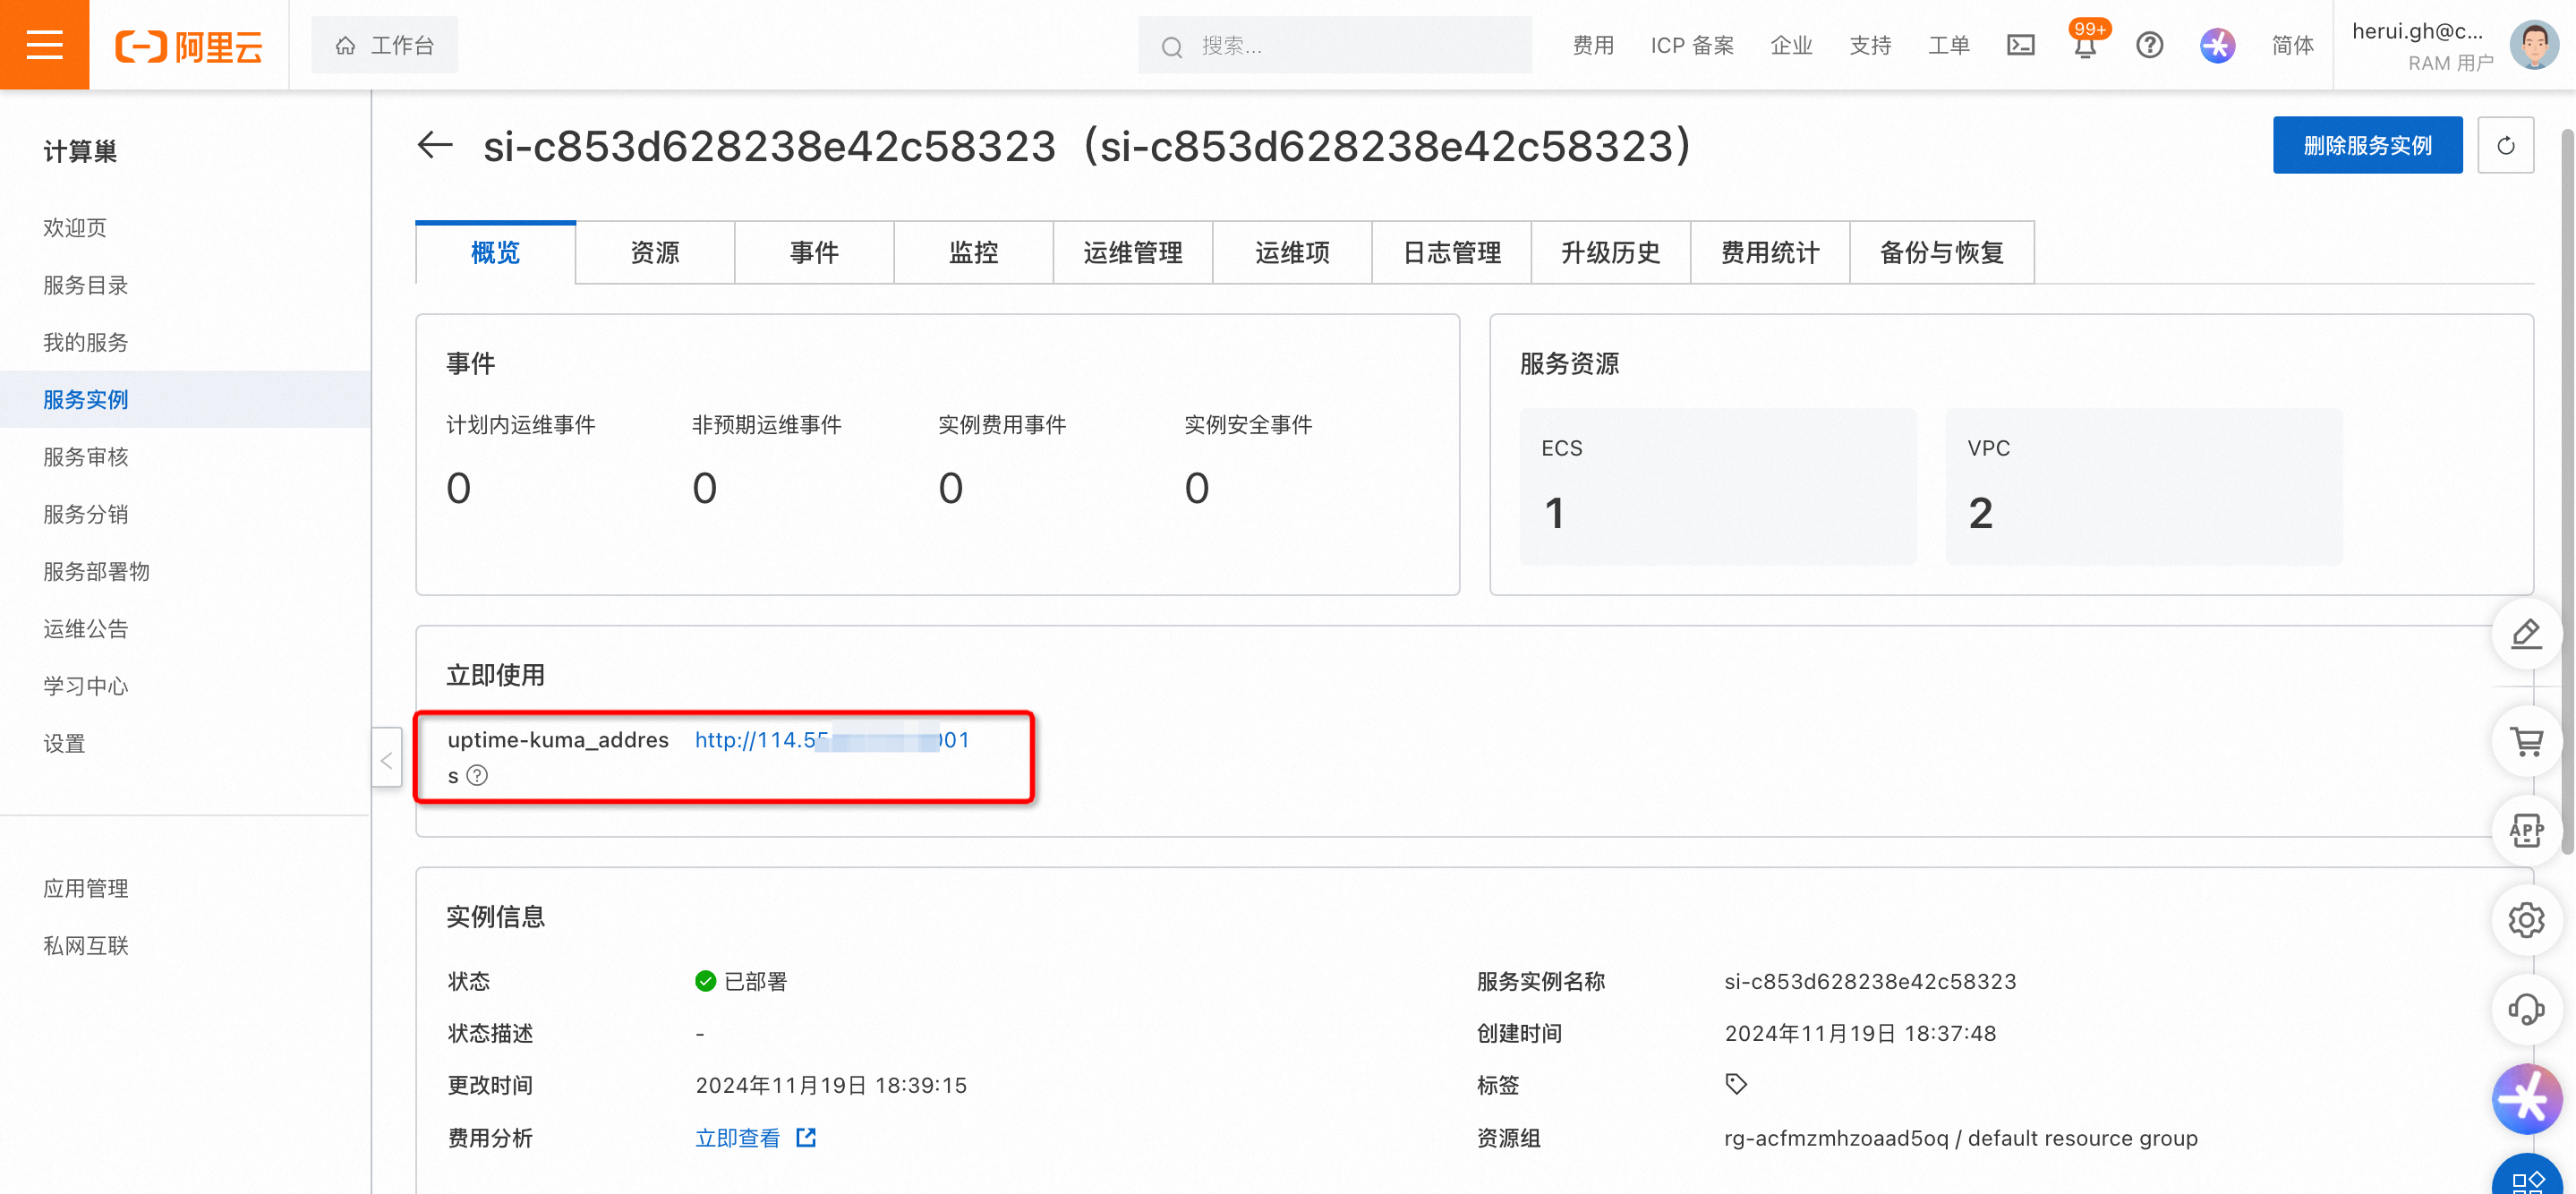 阿里云
工作台
搜索...
费用
ICP 备案
企业
支持
工单
99+
简体
herui.gh@c...
RAM 用户
计算巢
欢迎页
服务目录
我的服务
服务实例
服务审核
服务分销
服务部署物
运维公告
学习中心
设置
应用管理
私网互联
si-c853d628238e42c58323（si-c853d628238e42c58323）
删除服务实例
概览
资源
事件
监控
运维管理
运维项
日志管理
升级历史
费用统计
备份与恢复
事件
计划内运维事件
非预期运维事件
实例费用事件
实例安全事件
0
0
0
0
服务资源
ECS
1
VPC
2
立即使用
uptime-kuma_addres
s
http://114.55 01
实例信息
状态
已部署
服务实例名称
si-c853d628238e42c58323
状态描述
-
创建时间
2024年11月19日 18:37:48
更改时间
2024年11月19日 18:39:15
标签
费用分析
立即查看
资源组
rg-acfmzmhzoaad5oq / default resource group
APP